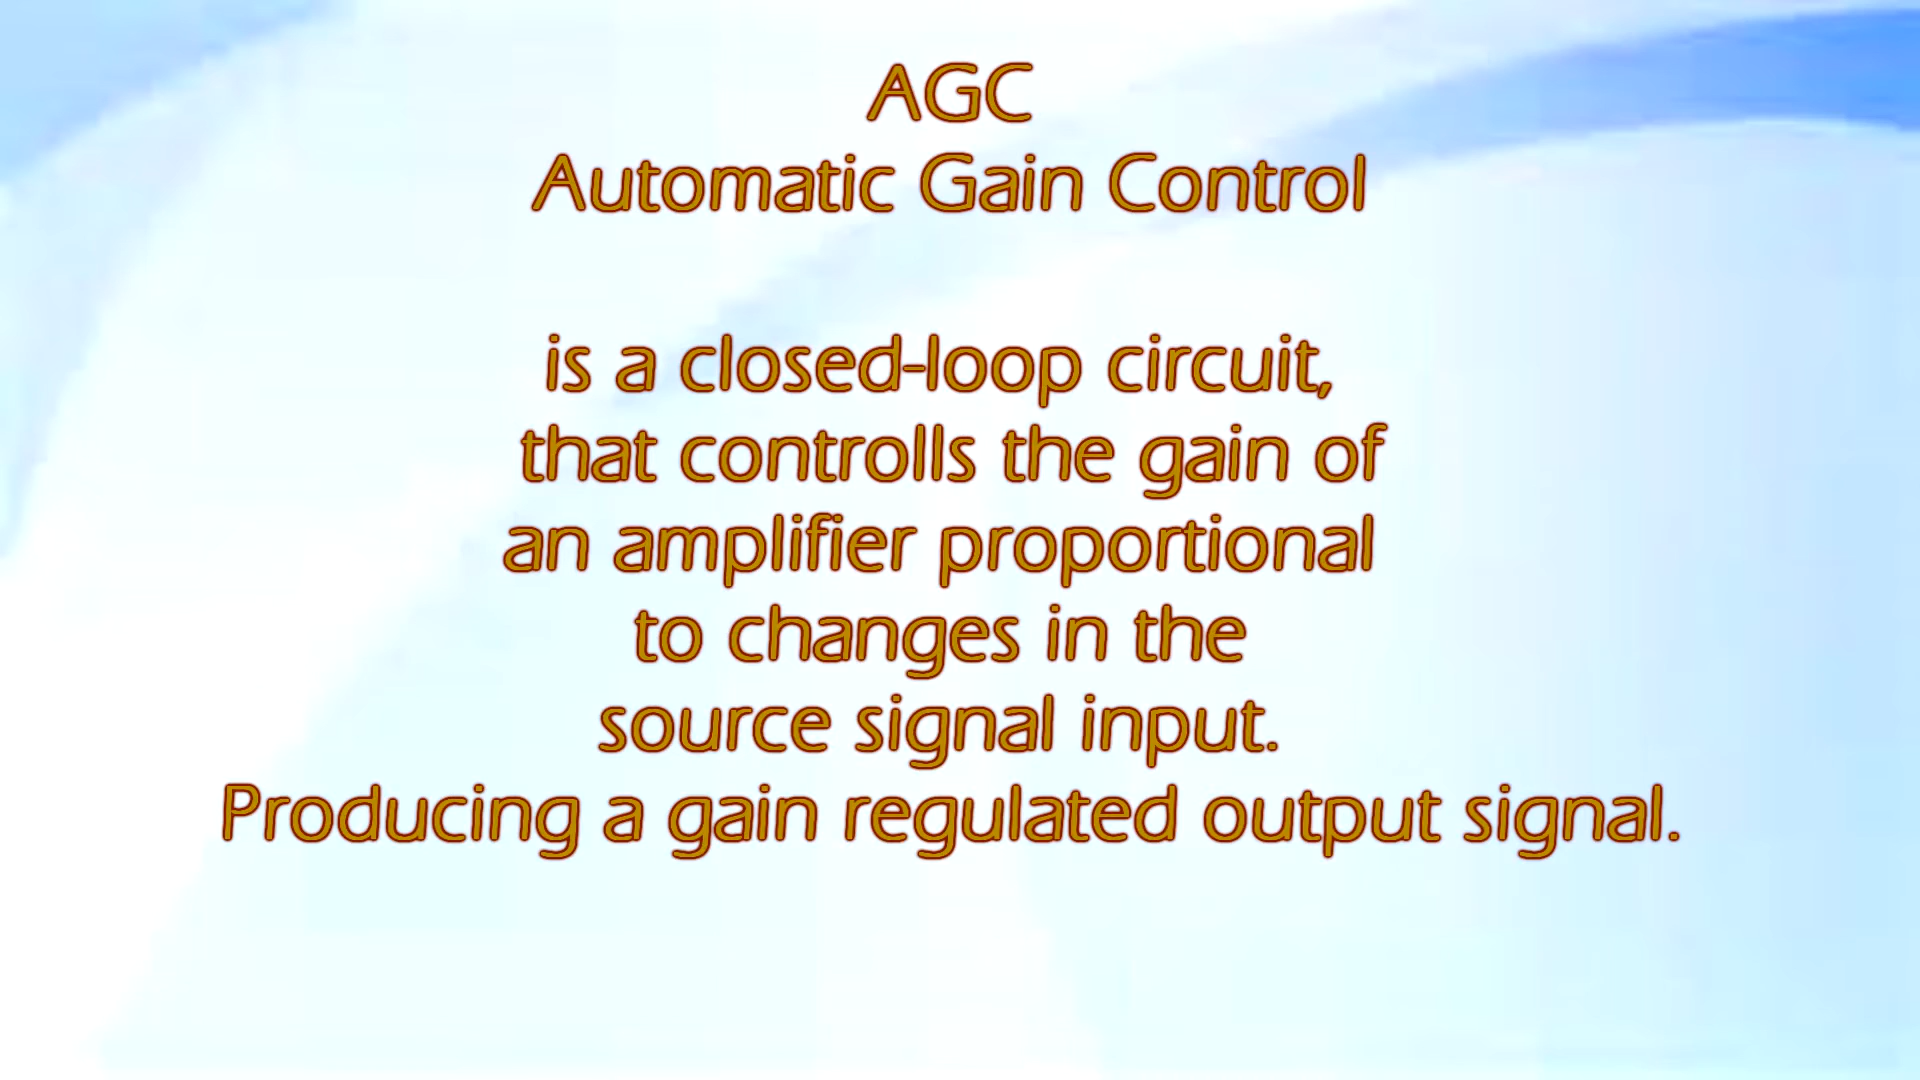 AGC
Automatic Gain Control
is a closed-loop circuit,
that controlls the gain of
an amplifier proportional
to changes in the
source signal input.
Producing a gain regulated output signal.